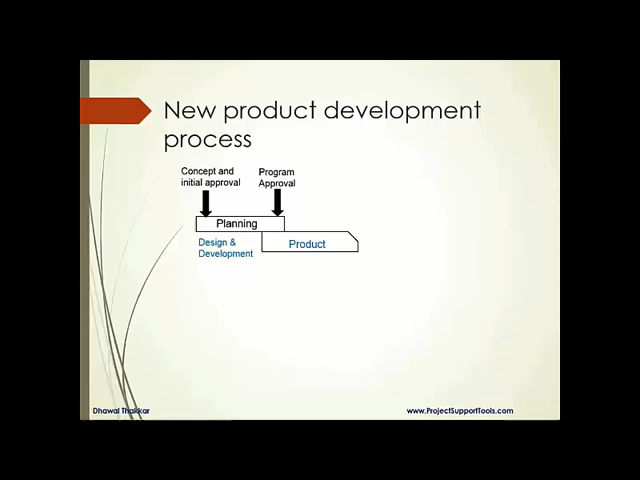 New product development
process
Concept and
initial approval
Program
Approval
Planning
Design &
Development
Product
Dhawal Thakkar
www.ProjectSupportTools.com